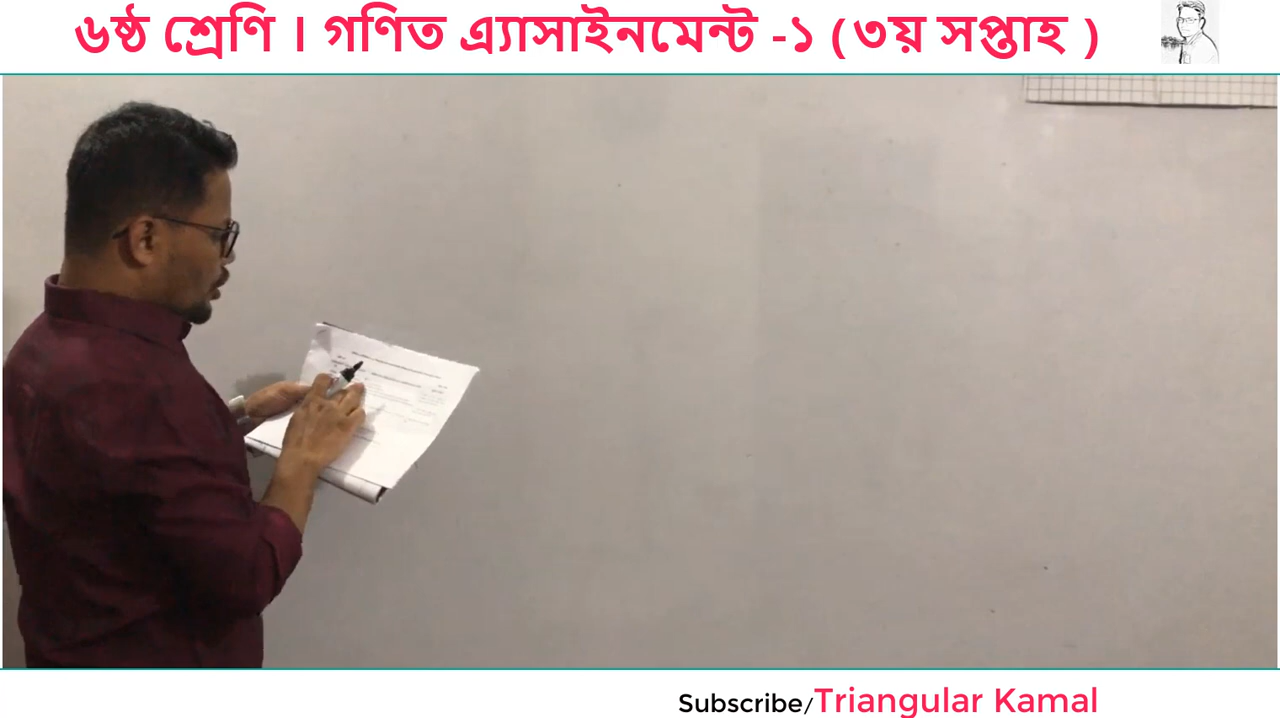 ৬ষ্ঠ শ্রেণি । গণিত এ্যাসাইনমেন্ট -১ (৩য় সপ্তাহ )
Subscribe/Triangular Kamal